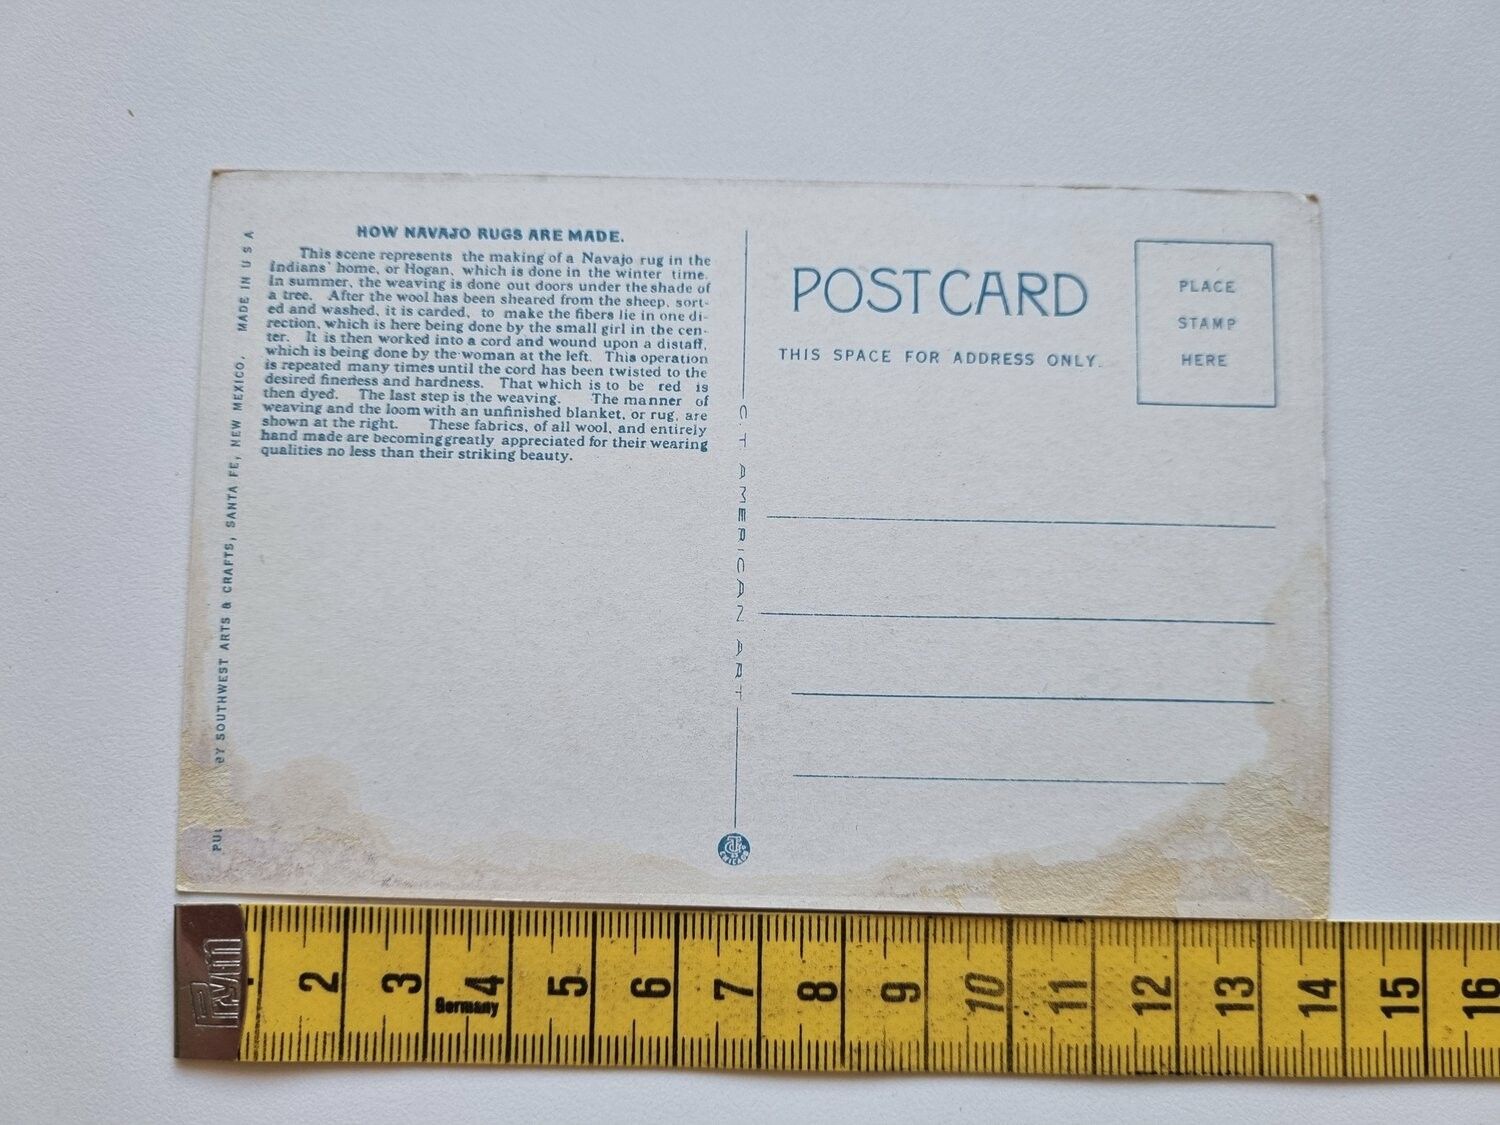 HOW NAVAJO RUGS ARE MADE.
This scene represents the making of a Navajo rug in the
Indians' home, or Hogan, which is done in the winter time.
In summer, the weaving is done out doors under the shade of
a tree. After the wool has been sheared from the sheep, sort-
ed and washed, it is carded, to make the fibers lie in one di-
rection, which is here being done by the small girl in the cen-
ter. It is then worked into a cord and wound upon a distaff,
which is being done by the woman at the left. This operation
is repeated many times until the cord has been twisted to the
desired fineness and hardness. That which is to be red is
then dyed. The last step is the weaving. The manner of
weaving and the loom with an unfinished blanket, or rug, are
shown at the right. These fabrics, of all wool, and entirely
hand made are becoming greatly appreciated for their wearing
qualities no less than their striking beauty.
BY SOUTHWEST ARTS & CRAFTS, SANTA FE, NEW MEXICO. MADE IN U S A
C. T. AMERICAN ART
CHICAGO
POST CARD
THIS SPACE FOR ADDRESS ONLY.
PLACE
STAMP
HERE
Prym
2 3 4 5 6 7 8 9 10 11 12 13 14 15 16
Germany